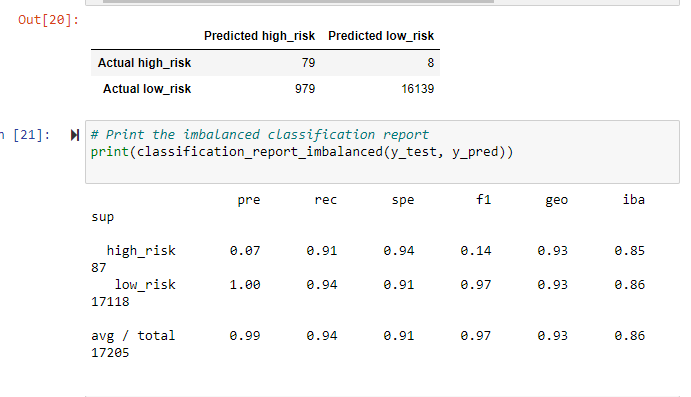 Out[20]:
Predicted high_risk Predicted low_risk
Actual high_risk 79 8
Actual low_risk 979 16139
[21]:
# Print the imbalanced classification report
print(classification_report_imbalanced(y_test, y_pred))
pre rec spe f1 geo iba
sup
high_risk 0.07 0.91 0.94 0.14 0.93 0.85
87
low_risk 1.00 0.94 0.91 0.97 0.93 0.86
17118
avg / total 0.99 0.94 0.91 0.97 0.93 0.86
17205